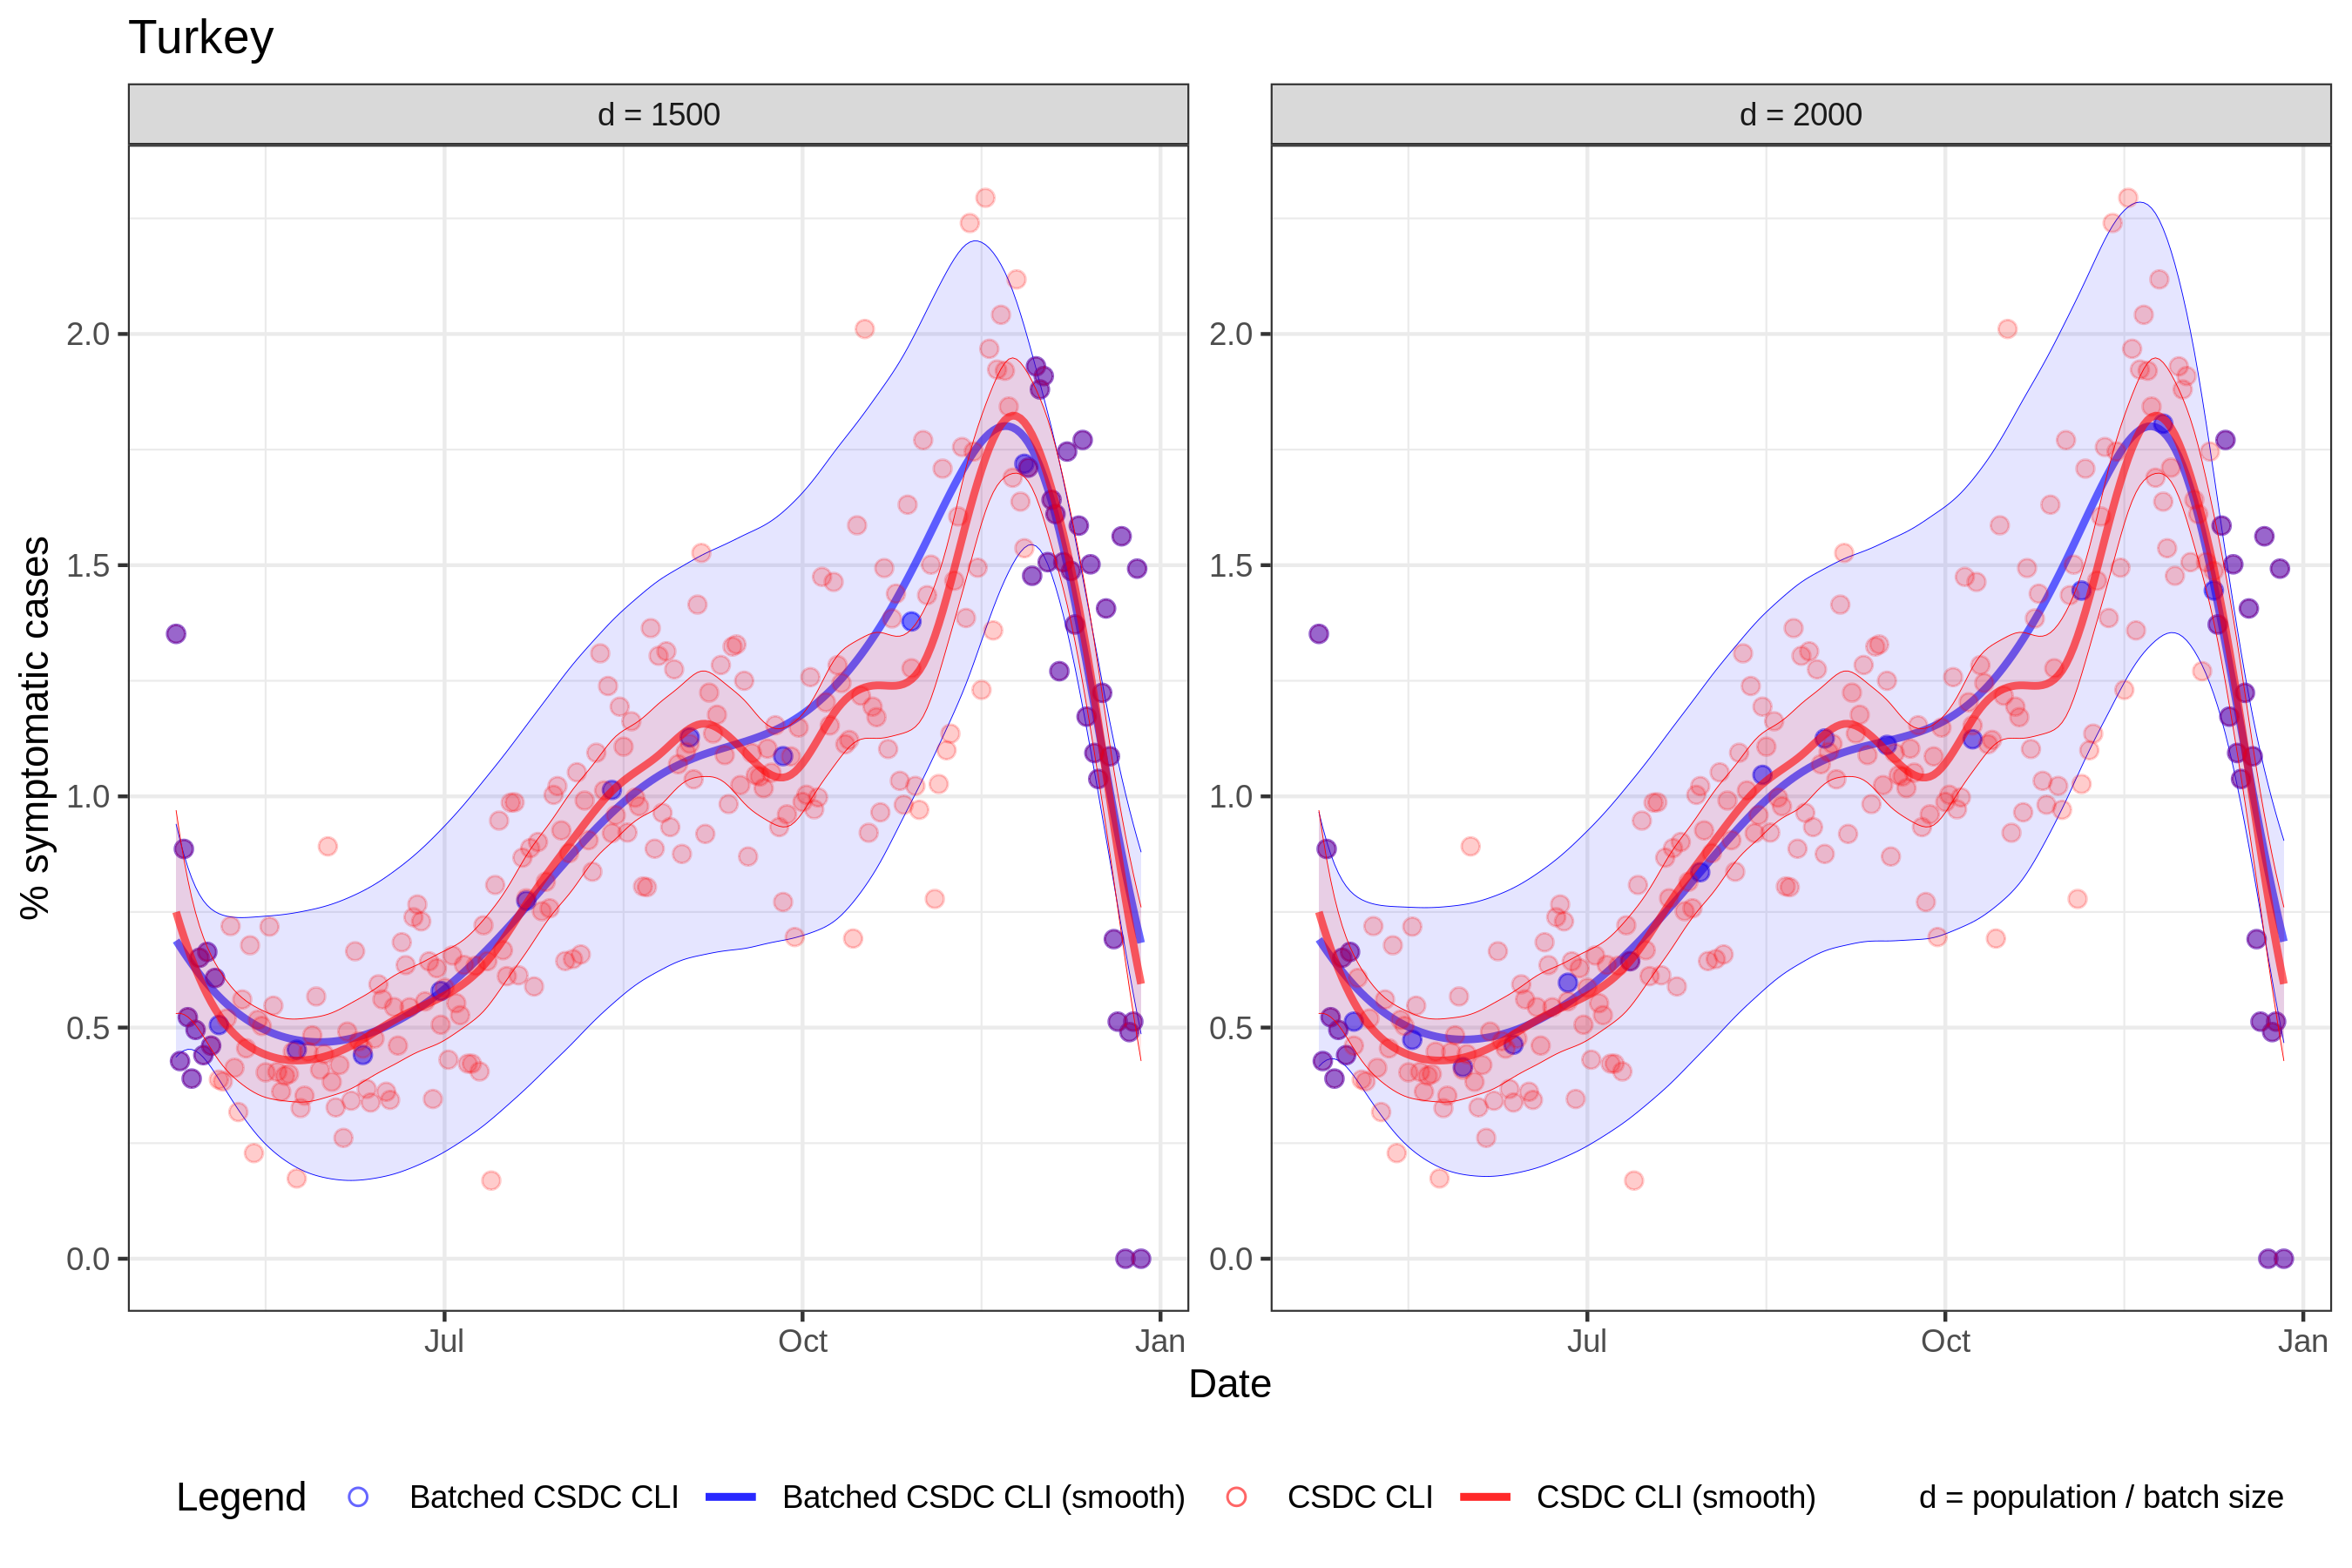 Turkey
d = 1500
d = 2000
% symptomatic cases
2.0
1.5
1.0
0.5
0.0
2.0
1.5
1.0
0.5
0.0
Jul
Oct
Jan
Jul
Oct
Jan
Date
Legend
Batched CSDC CLI
Batched CSDC CLI (smooth)
CSDC CLI
CSDC CLI (smooth)
d = population / batch size